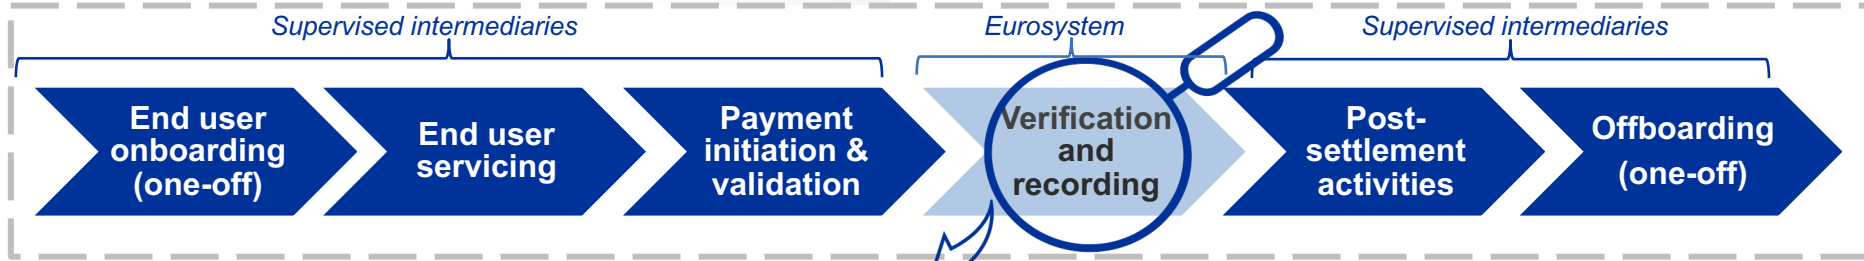 Supervised intermediaries
Eurosystem
Supervised intermediaries
End user
onboarding
(one-off)
End user
servicing
Payment
initiation &
validation
Verification
and
recording
Post-
settlement
activities
Offboarding
(one-off)